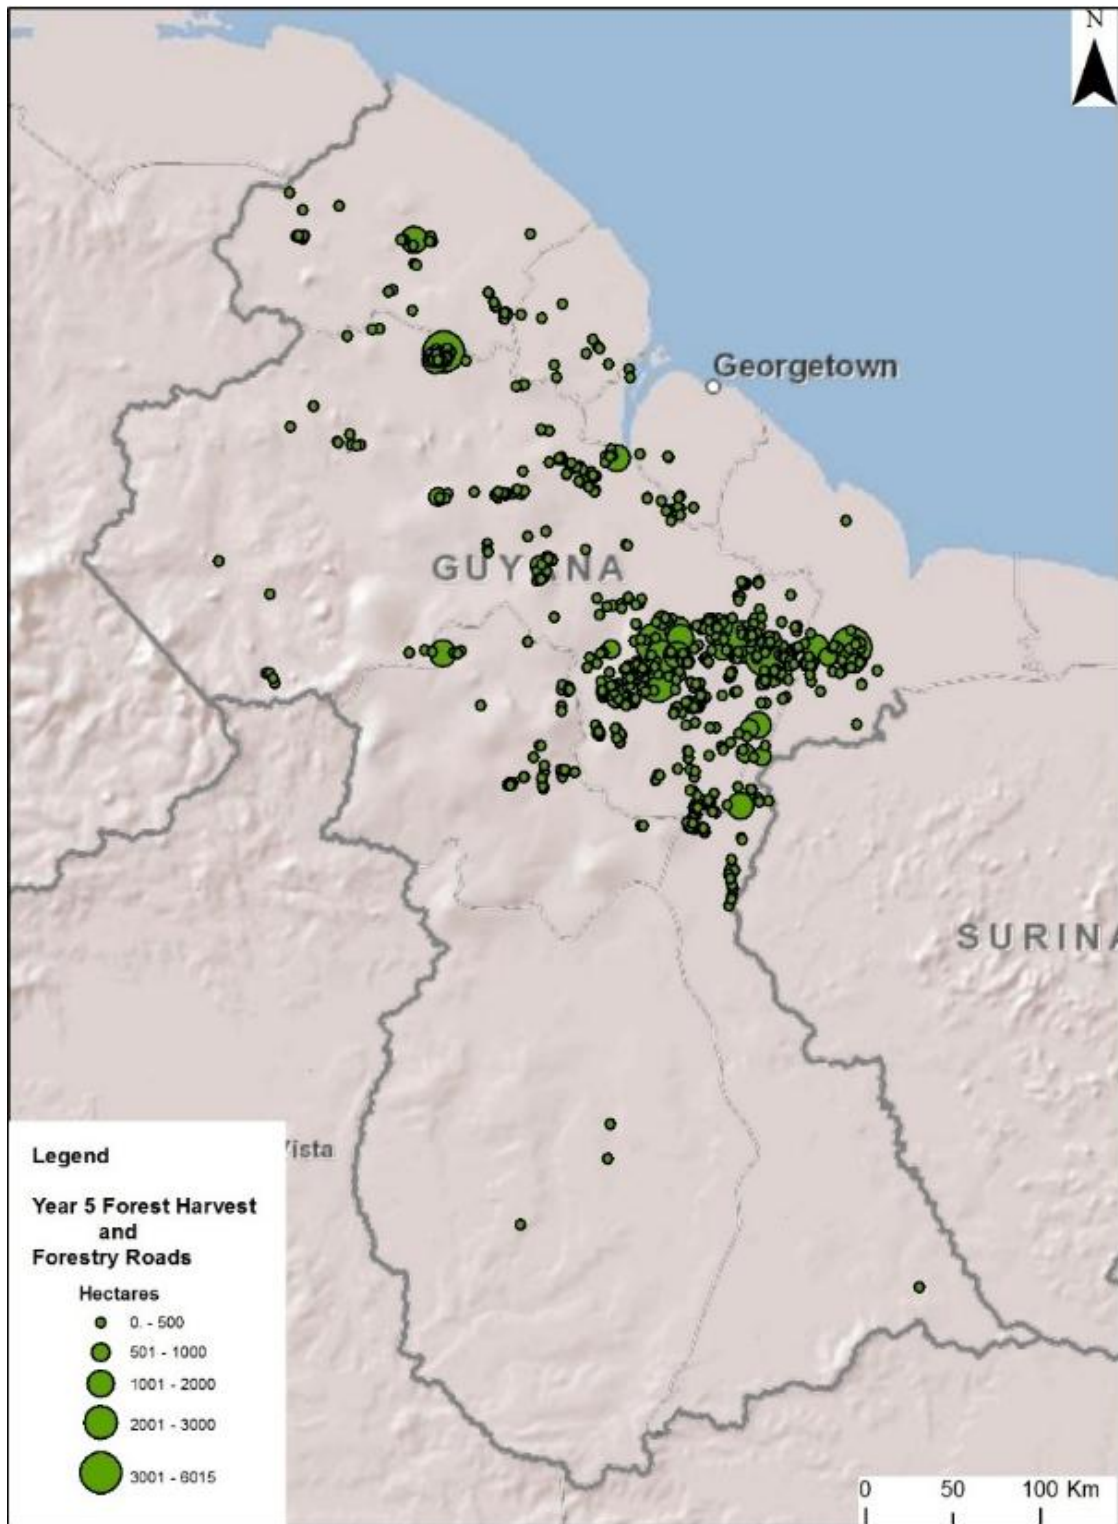 N
Georgetown
GUYANA
SURINA
Vista
Legend
Year 5 Forest Harvest
and
Forestry Roads
Hectares
0. - 500
501 - 1000
1001 - 2000
2001 - 3000
3001 - 6015
0 50 100 Km